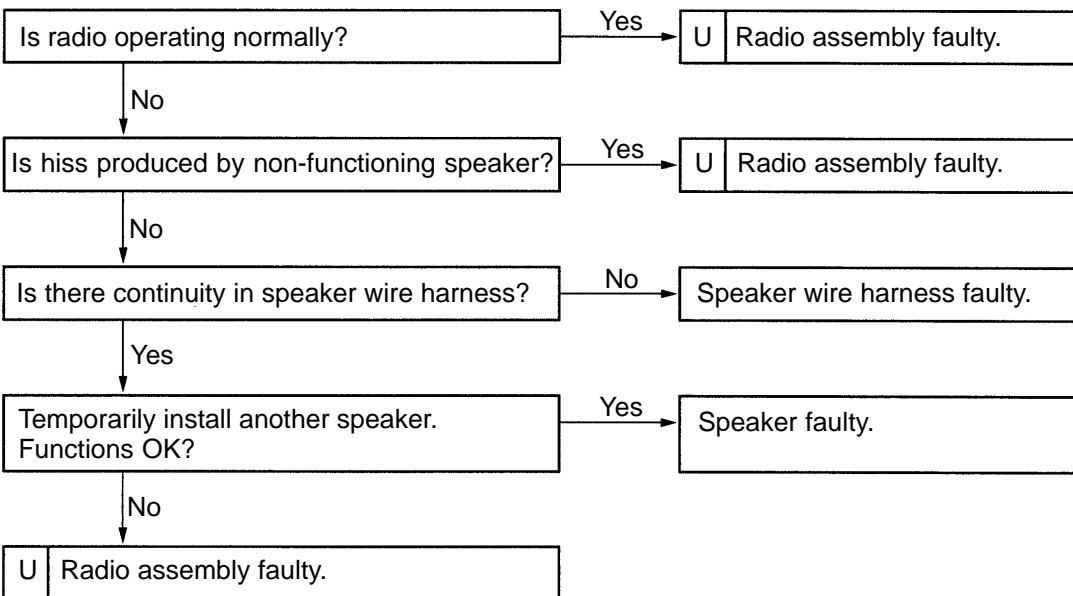 Is radio operating normally?
Yes
U Radio assembly faulty.
No
Is hiss produced by non-functioning speaker?
Yes
U Radio assembly faulty.
No
Is there continuity in speaker wire harness?
No
Speaker wire harness faulty.
Yes
Temporarily install another speaker.
Functions OK?
Yes
Speaker faulty.
No
U Radio assembly faulty.